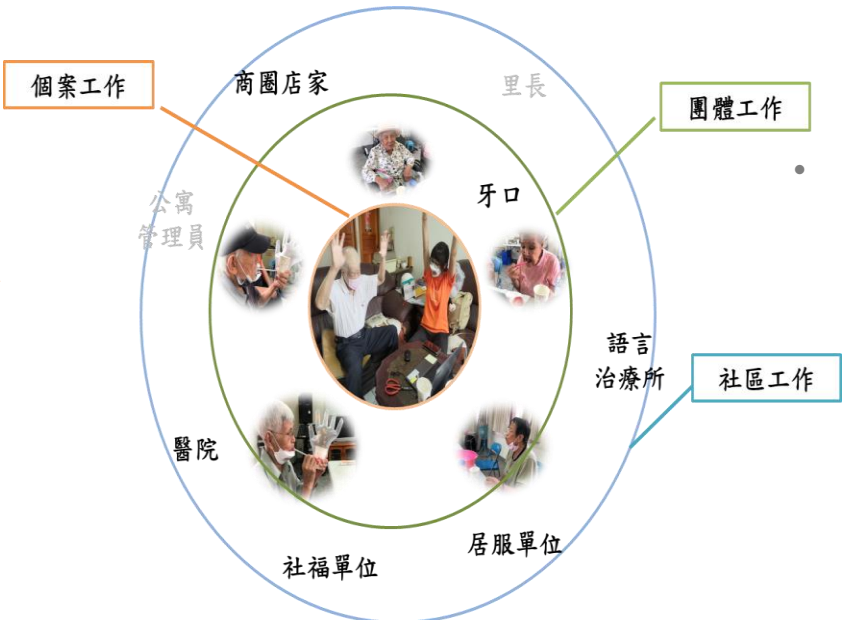 商圈店家
里長
個案工作
團體工作
牙口
公寓
管理員
語言
治療所
社區工作
醫院
居服單位
社福單位